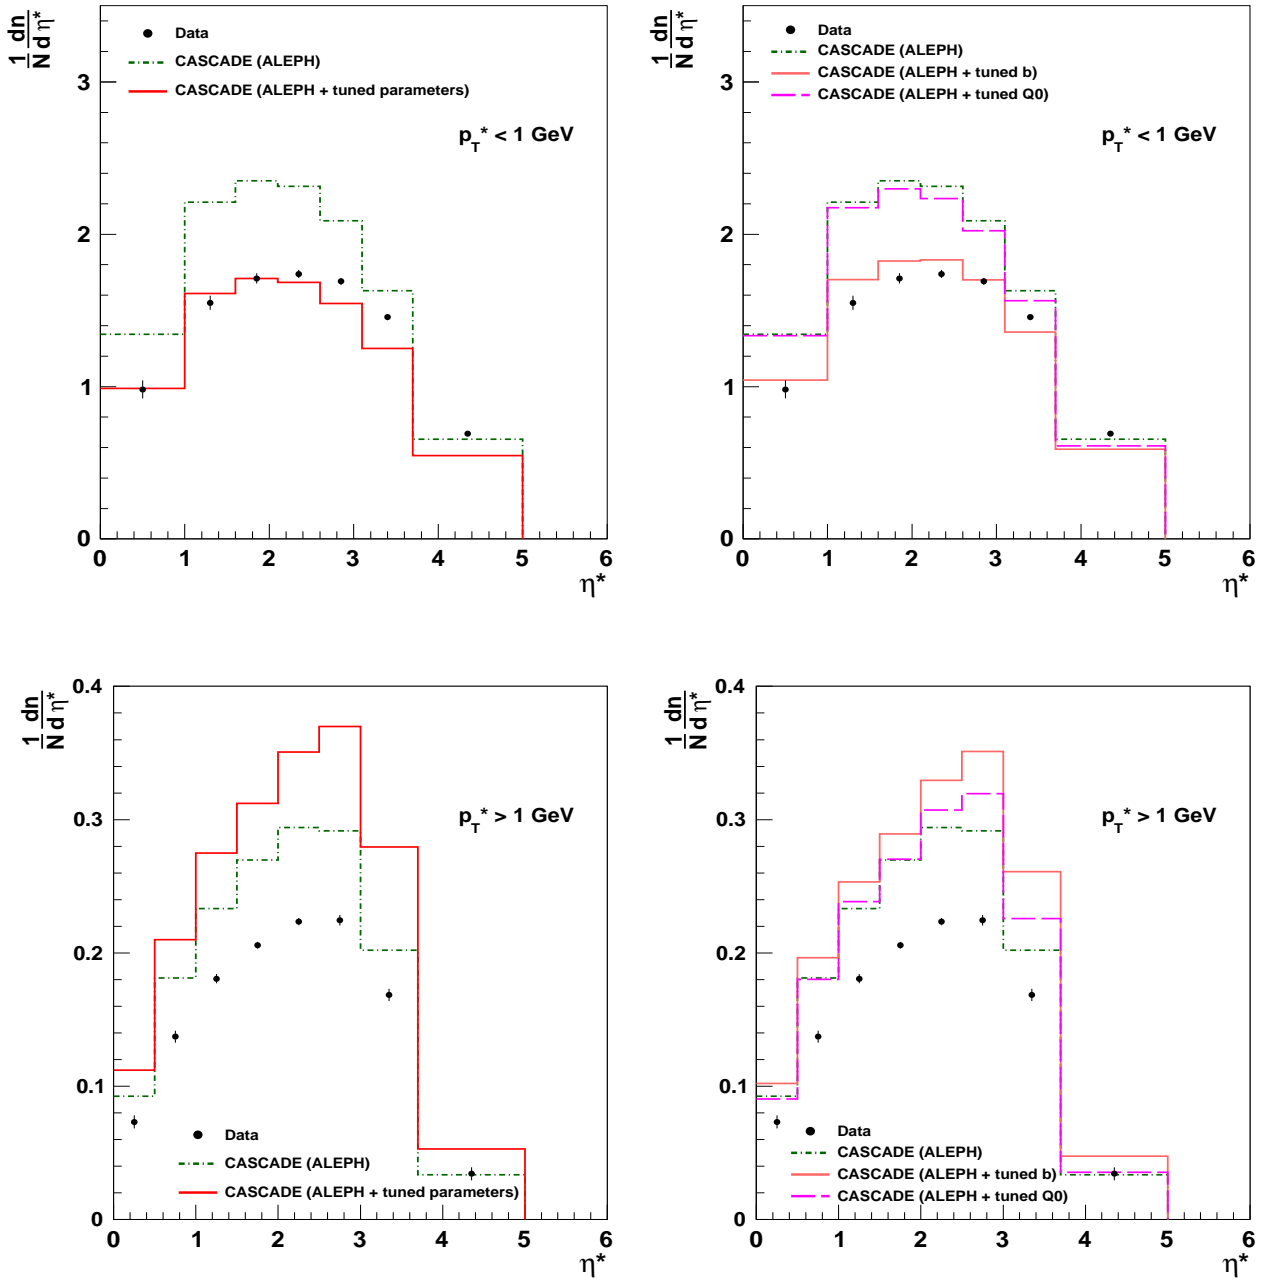 1 dn
N d η*
Data
CASCADE (ALEPH)
CASCADE (ALEPH + tuned parameters)
p_T* < 1 GeV
3
2
1
0
0 1 2 3 4 5 6
η*
1 dn
N d η*
Data
CASCADE (ALEPH)
CASCADE (ALEPH + tuned b)
CASCADE (ALEPH + tuned Q0)
p_T* < 1 GeV
3
2
1
0
0 1 2 3 4 5 6
η*
1 dn
N d η*
0.4
0.3
0.2
0.1
0
p_T* > 1 GeV
Data
CASCADE (ALEPH)
CASCADE (ALEPH + tuned parameters)
0 1 2 3 4 5 6
η*
1 dn
N d η*
0.4
0.3
0.2
0.1
0
p_T* > 1 GeV
Data
CASCADE (ALEPH)
CASCADE (ALEPH + tuned b)
CASCADE (ALEPH + tuned Q0)
0 1 2 3 4 5 6
η*